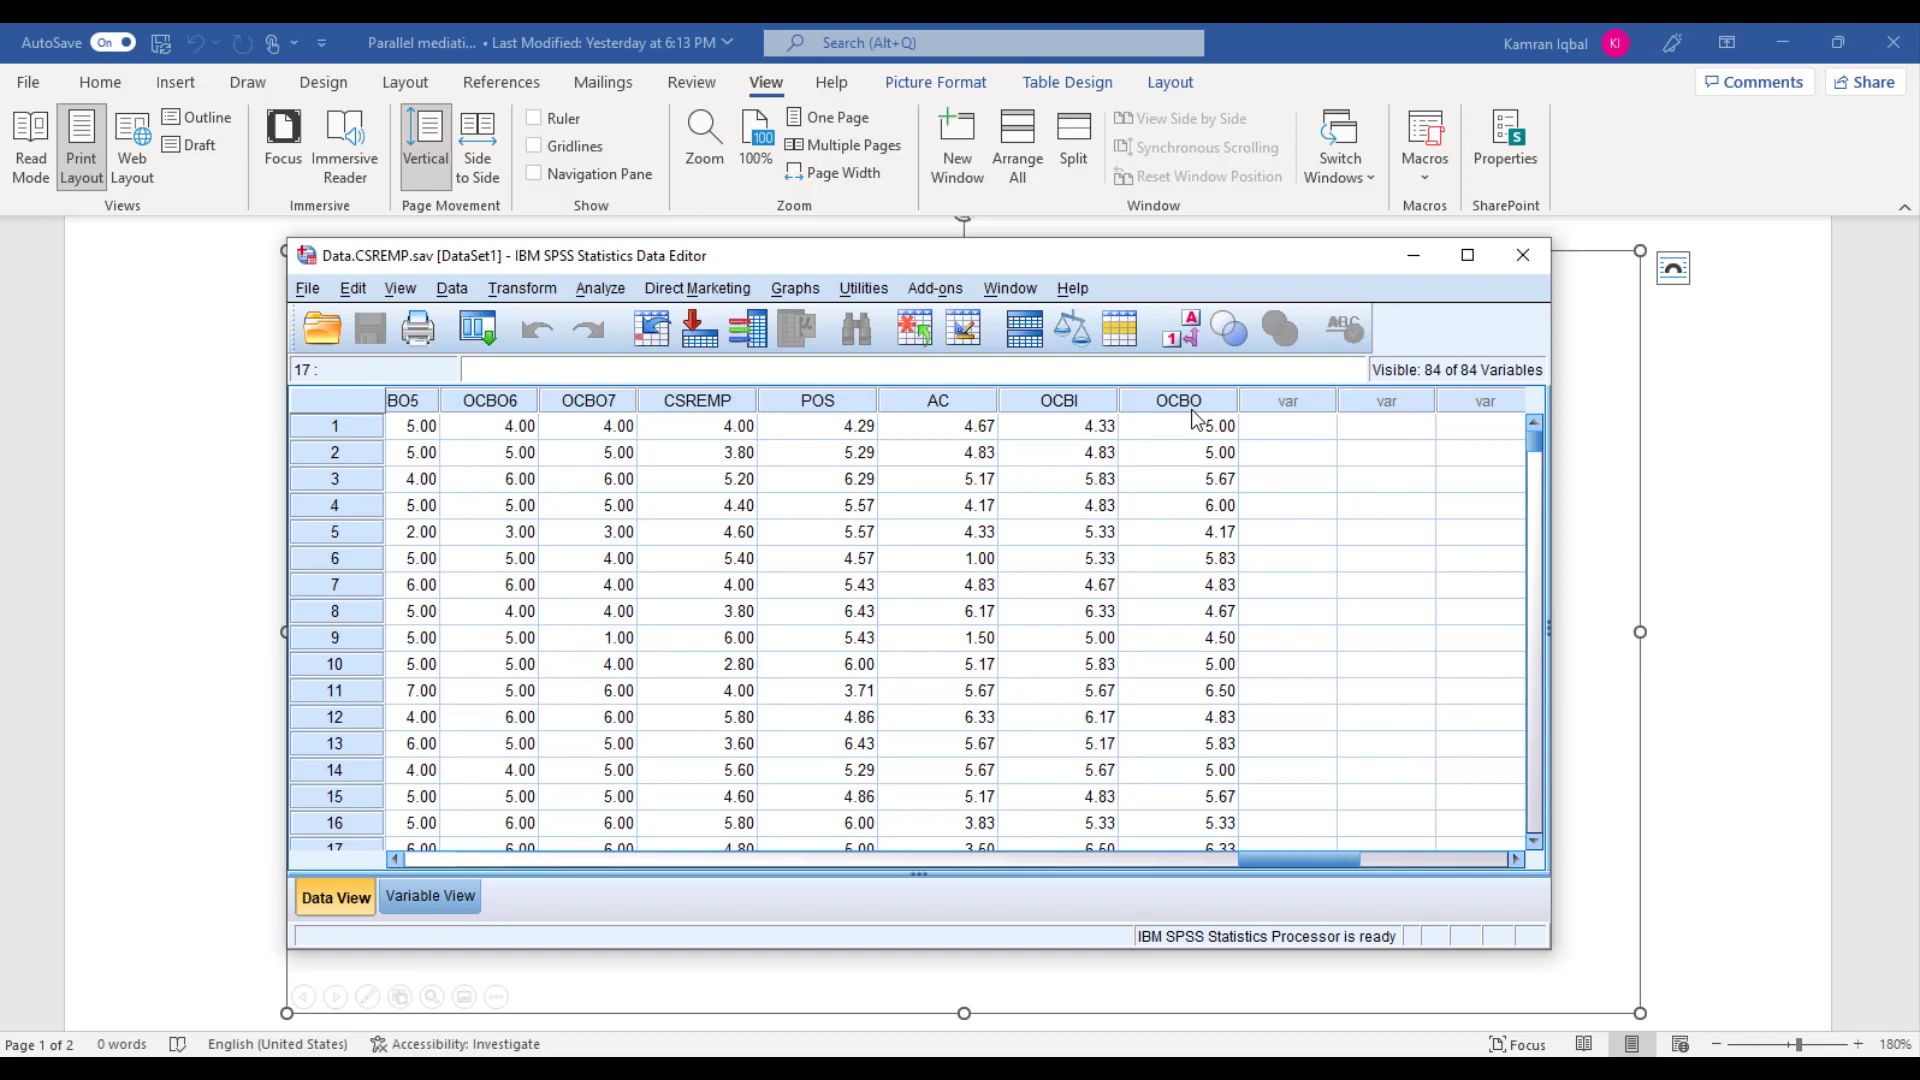 AutoSave On Parallel mediati... • Last Modified: Yesterday at 6:13 PM Search (Alt+Q) Kamran Iqbal KI
File Home Insert Draw Design Layout References Mailings Review View Help Picture Format Table Design Layout Comments Share
Read Mode Print Layout Web Layout Outline Draft Focus Immersive Reader Vertical Side to Side Ruler Gridlines Navigation Pane Zoom 100 100% One Page Multiple Pages Page Width New Window Arrange All Split View Side by Side Synchronous Scrolling Reset Window Position Switch Windows Macros Properties
Views Immersive Page Movement Show Zoom Window Macros SharePoint
Data.CSREMP.sav [DataSet1] - IBM SPSS Statistics Data Editor
File Edit View Data Transform Analyze Direct Marketing Graphs Utilities Add-ons Window Help
17 : Visible: 84 of 84 Variables
BO5 OCBO6 OCBO7 CSREMP POS AC OCBI OCBO var var var
1 5.00 4.00 4.00 4.00 4.29 4.67 4.33 5.00
2 5.00 5.00 5.00 3.80 5.29 4.83 4.83 5.00
3 4.00 6.00 6.00 5.20 6.29 5.17 5.83 5.67
4 5.00 5.00 5.00 4.40 5.57 4.17 4.83 6.00
5 2.00 3.00 3.00 4.60 5.57 4.33 5.33 4.17
6 5.00 5.00 4.00 5.40 4.57 1.00 5.33 5.83
7 6.00 6.00 4.00 4.00 5.43 4.83 4.67 4.83
8 5.00 4.00 4.00 3.80 6.43 6.17 6.33 4.67
9 5.00 5.00 1.00 6.00 5.43 1.50 5.00 4.50
10 5.00 5.00 4.00 2.80 6.00 5.17 5.83 5.00
11 7.00 5.00 6.00 4.00 3.71 5.67 5.67 6.50
12 4.00 6.00 6.00 5.80 4.86 6.33 6.17 4.83
13 6.00 5.00 5.00 3.60 6.43 5.67 5.17 5.83
14 4.00 4.00 5.00 5.60 5.29 5.67 5.67 5.00
15 5.00 5.00 5.00 4.60 4.86 5.17 4.83 5.67
16 5.00 6.00 6.00 5.80 6.00 3.83 5.33 5.33
17 6.00 6.00 6.00 4.80
Data View Variable View
IBM SPSS Statistics Processor is ready
Page 1 of 2 0 words English (United States) Accessibility: Investigate Focus 180%